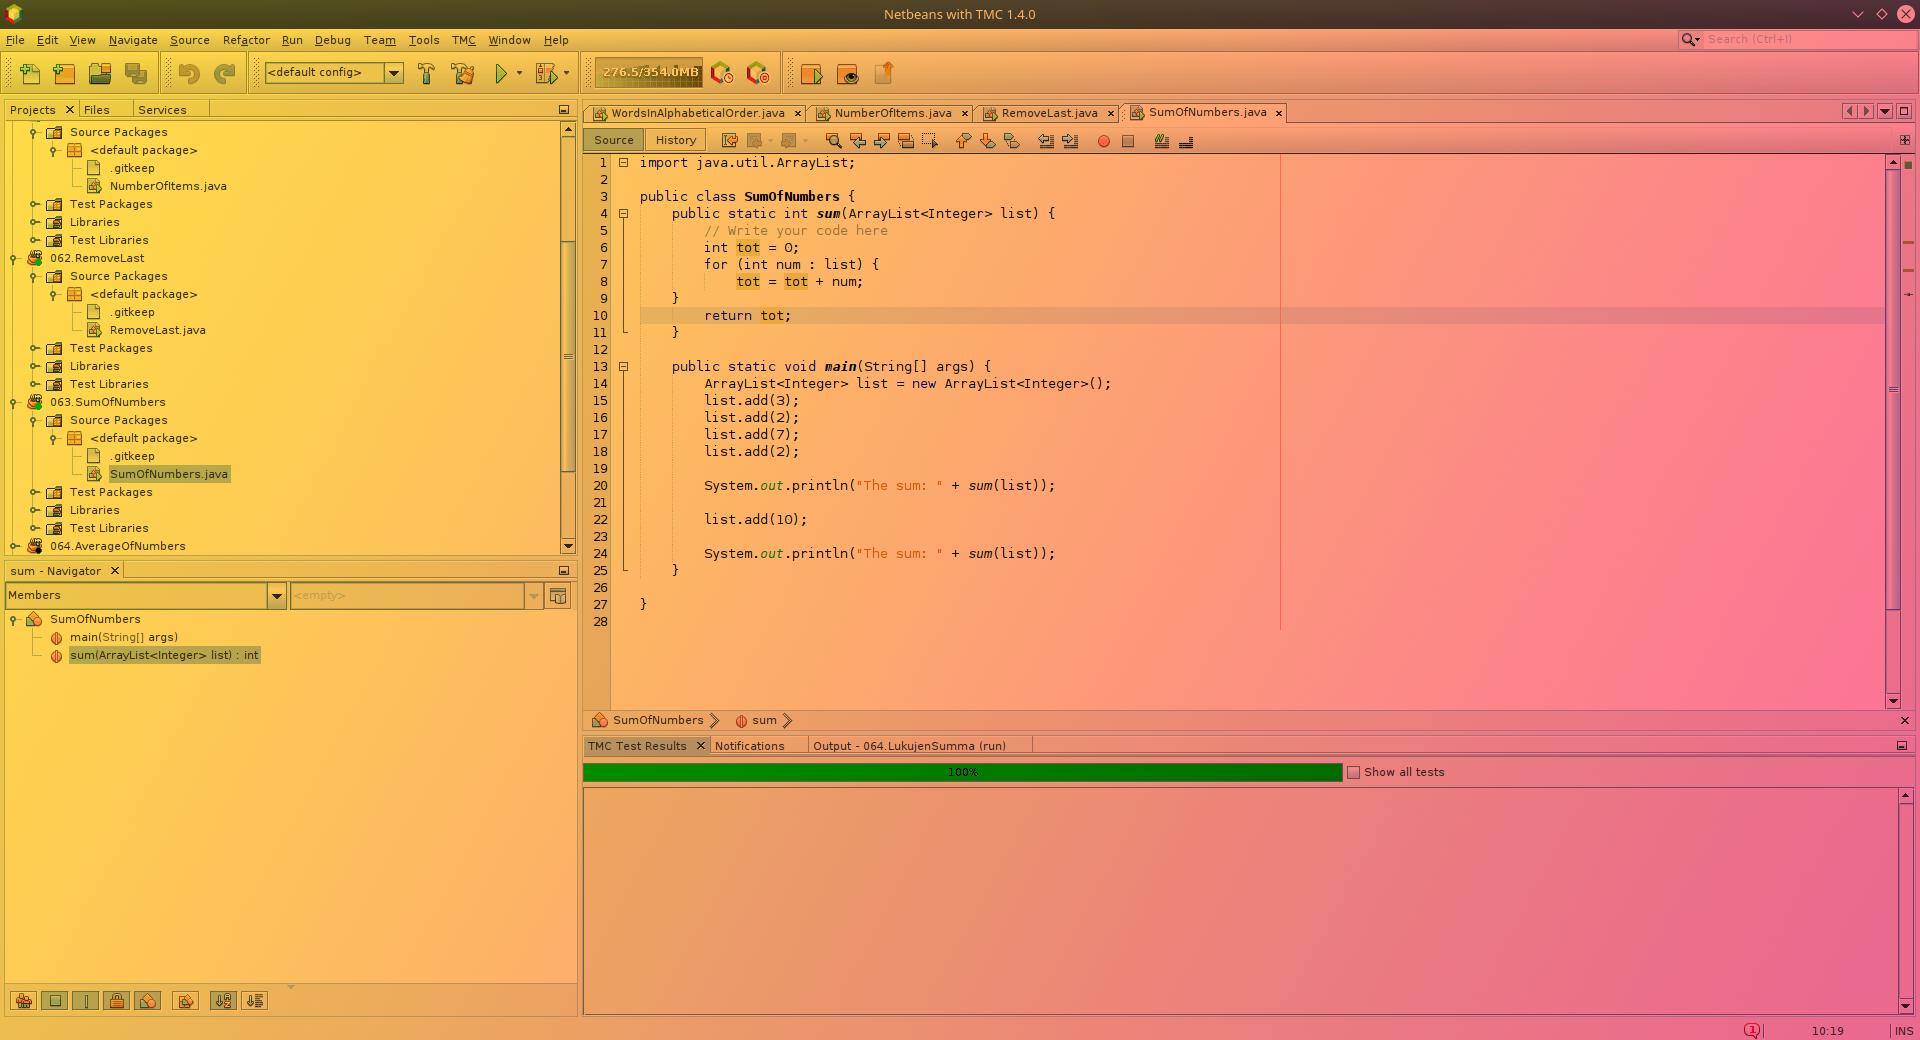 Netbeans with TMC 1.4.0
File Edit View Navigate Source Refactor Run Debug Team Tools TMC Window Help
Search (Ctrl+I)
<default config>
276.5/354.0MB
Projects Files Services
Source Packages
<default package>
.gitkeep
NumberOfItems.java
Test Packages
Libraries
Test Libraries
062.RemoveLast
Source Packages
<default package>
.gitkeep
RemoveLast.java
Test Packages
Libraries
Test Libraries
063.SumOfNumbers
Source Packages
<default package>
.gitkeep
SumOfNumbers.java
Test Packages
Libraries
Test Libraries
064.AverageOfNumbers
sum - Navigator
Members
<empty>
SumOfNumbers
main(String[] args)
sum(ArrayList<Integer> list) : int
WordsInAlphabeticalOrder.java NumberOfItems.java RemoveLast.java SumOfNumbers.java
Source History
1 import java.util.ArrayList;
2
3 public class SumOfNumbers {
4 public static int sum(ArrayList<Integer> list) {
5 // Write your code here
6 int tot = 0;
7 for (int num : list) {
8 tot = tot + num;
9 }
10 return tot;
11 }
12
13 public static void main(String[] args) {
14 ArrayList<Integer> list = new ArrayList<Integer>();
15 list.add(3);
16 list.add(2);
17 list.add(7);
18 list.add(2);
19
20 System.out.println("The sum: " + sum(list));
21
22 list.add(10);
23
24 System.out.println("The sum: " + sum(list));
25 }
26
27 }
28
SumOfNumbers sum
TMC Test Results Notifications Output - 064.LukujenSumma (run)
100%
Show all tests
1 10:19 INS